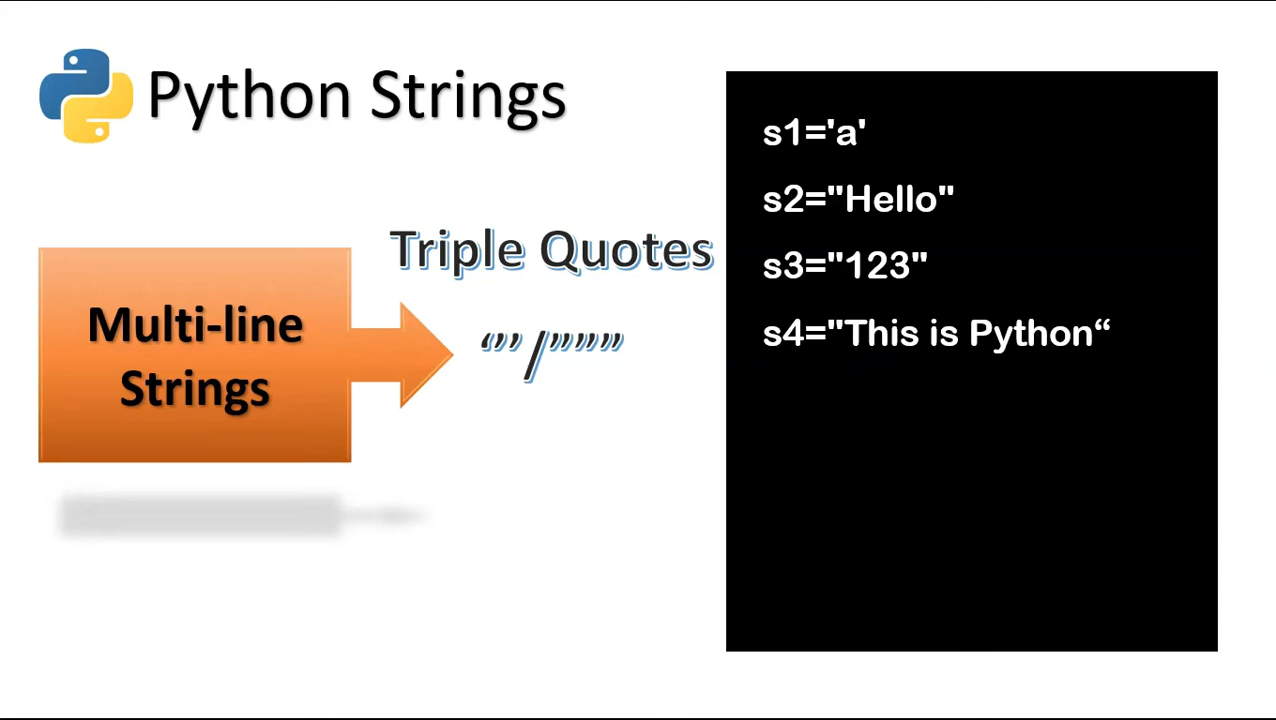 Python Strings
Multi-line
Strings
Triple Quotes
‘’’/”””
s1='a'
s2="Hello"
s3="123"
s4="This is Python“